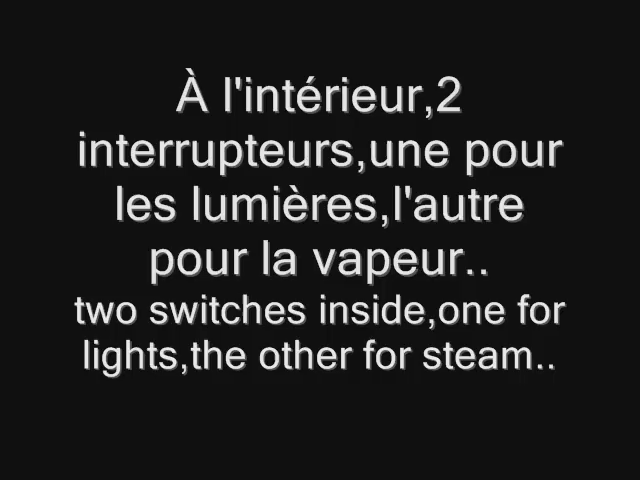 À l'intérieur,2
interrupteurs,une pour
les lumières,l'autre
pour la vapeur..
two switches inside,one for
lights,the other for steam..